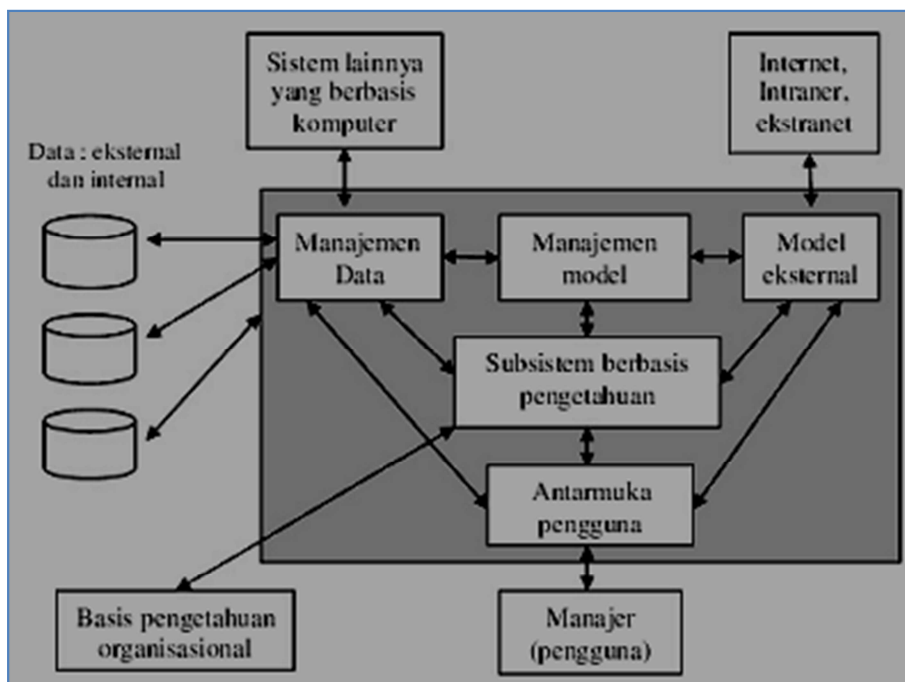 Sistem lainnya
yang berbasis
komputer
Internet,
Intraner,
ekstranet
Data : eksternal
dan internal
Manajemen
Data
Manajemen
model
Model
eksternal
Subsistem berbasis
pengetahuan
Antarmuka
pengguna
Basis pengetahuan
organisasional
Manajer
(pengguna)